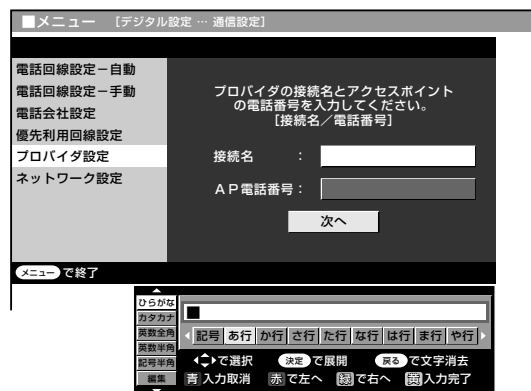 ■メニュー [デジタル設定 … 通信設定]
電話回線設定－自動
電話回線設定－手動
電話会社設定
優先利用回線設定
プロバイダ設定
ネットワーク設定
プロバイダの接続名とアクセスポイント
の電話番号を入力してください。
[接続名／電話番号]
接続名 ：
ＡＰ電話番号：
次へ
メニュー で終了
ひらがな
カタカナ
英数全角
英数半角
記号半角
編集
記号 あ行 か行 さ行 た行 な行 は行 ま行 や行
で選択 決定 で展開 戻る で文字消去
青 入力取消 赤 で左へ 緑 で右へ 黄 入力完了